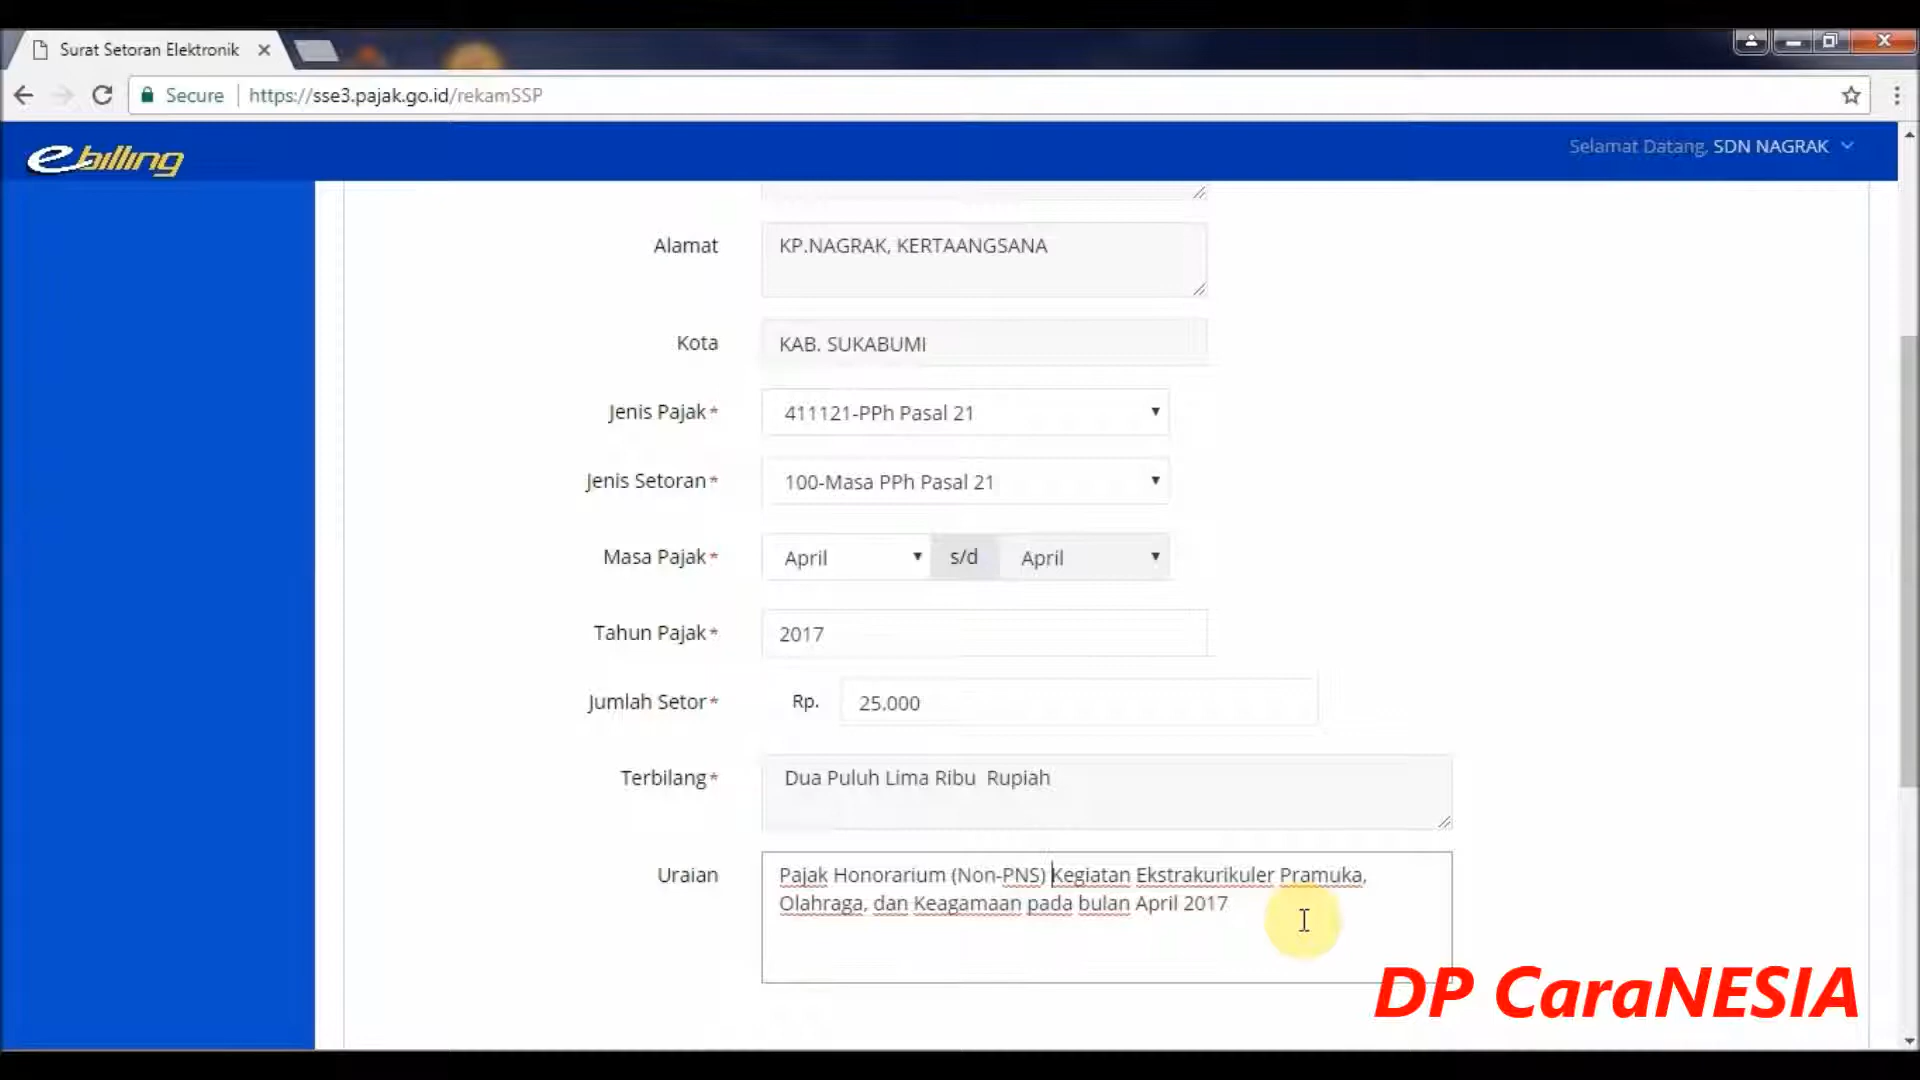 Surat Setoran Elektronik
Secure
https://sse3.pajak.go.id/rekamSSP
ebilling
Selamat Datang, SDN NAGRAK
Alamat
KP.NAGRAK, KERTAANGSANA
Kota
KAB. SUKABUMI
Jenis Pajak*
411121-PPh Pasal 21
Jenis Setoran*
100-Masa PPh Pasal 21
Masa Pajak*
April
s/d
April
Tahun Pajak*
2017
Jumlah Setor*
Rp.
25.000
Terbilang*
Dua Puluh Lima Ribu  Rupiah
Uraian
Pajak Honorarium (Non-PNS) Kegiatan Ekstrakurikuler Pramuka,
Olahraga, dan Keagamaan pada bulan April 2017
DP CaraNESIA